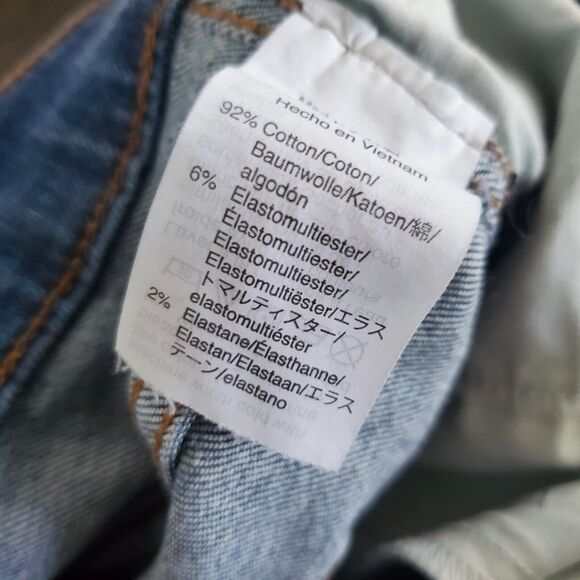 Hecho en Vietnam
92% Cotton/Coton/
Baumwolle/Katoen/綿/
algodón
6% Elastomultiester/
Élastomultiester/
Elastomultiester/
Elastomultiëster/エラス
トマルティスター/
elastomultiéster
2% Elastane/Élasthanne/
Elastan/Elastaan/エラス
テーン/elastano